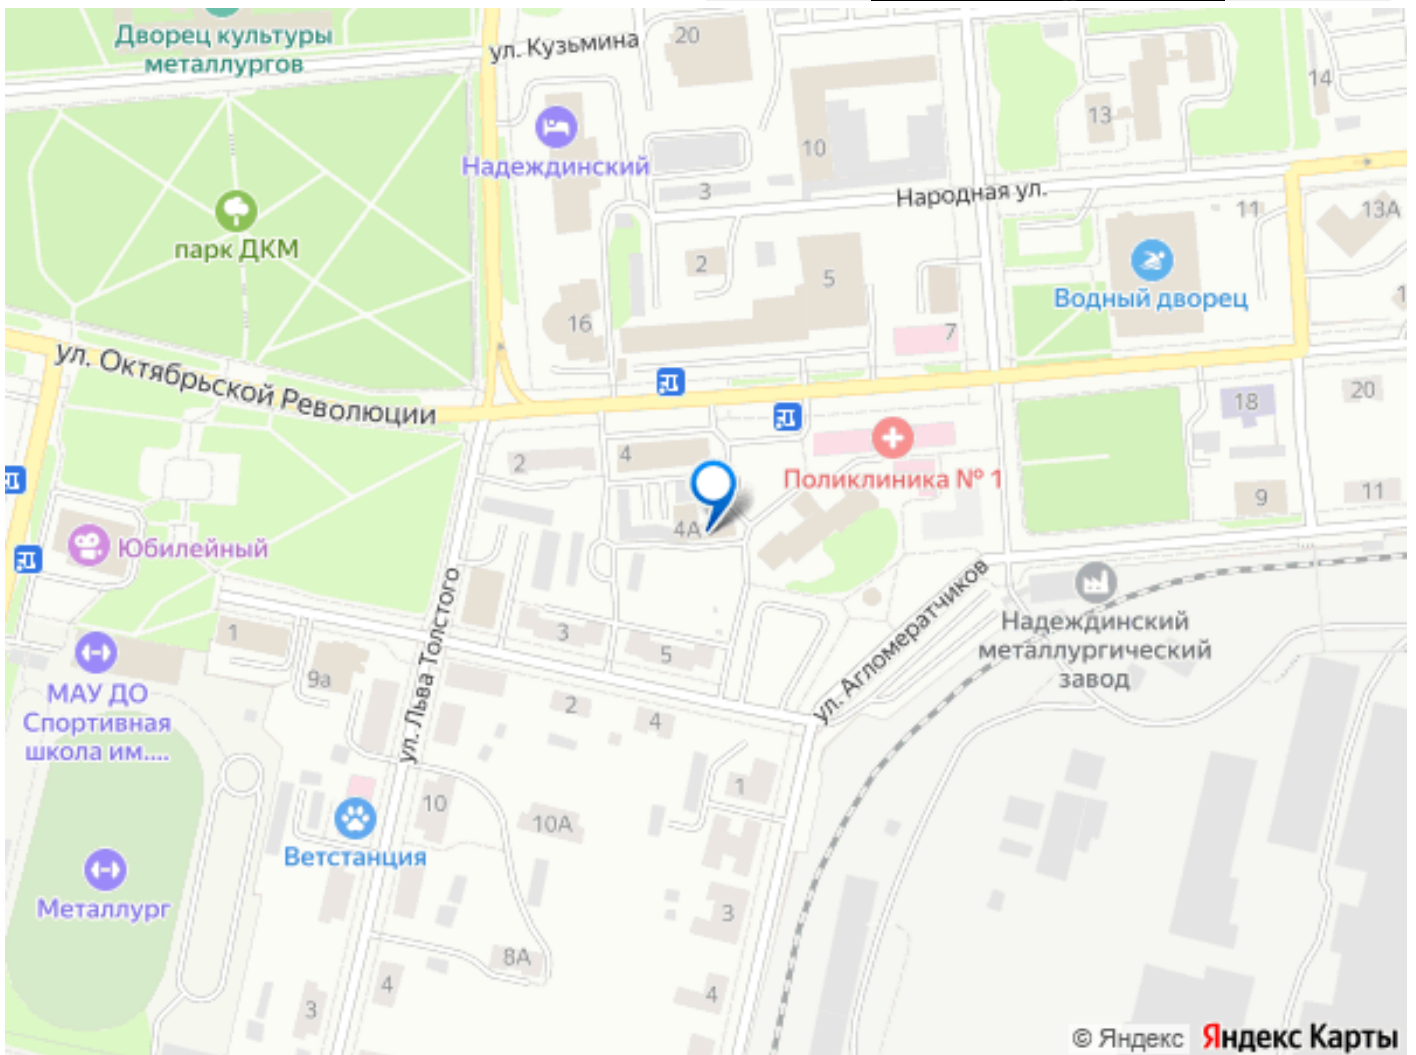 Дворец культуры
металлургов
ул. Кузьмина
20
14
13
Надеждинский
10
3
Народная ул.
11
13А
парк ДКМ
2
5
Водный дворец
16
7
ул. Октябрьской Революции
20
18
2
4
Поликлиника № 1
9
11
4А
Юбилейный
ул. Льва Толстого
ул. Агломератчиков
1
3
5
Надеждинский
металлургический
завод
9а
МАУ ДО
Спортивная
школа им....
2
4
1
10
10А
Ветстанция
Металлург
3
8А
4
4
3
© Яндекс Яндекс Карты